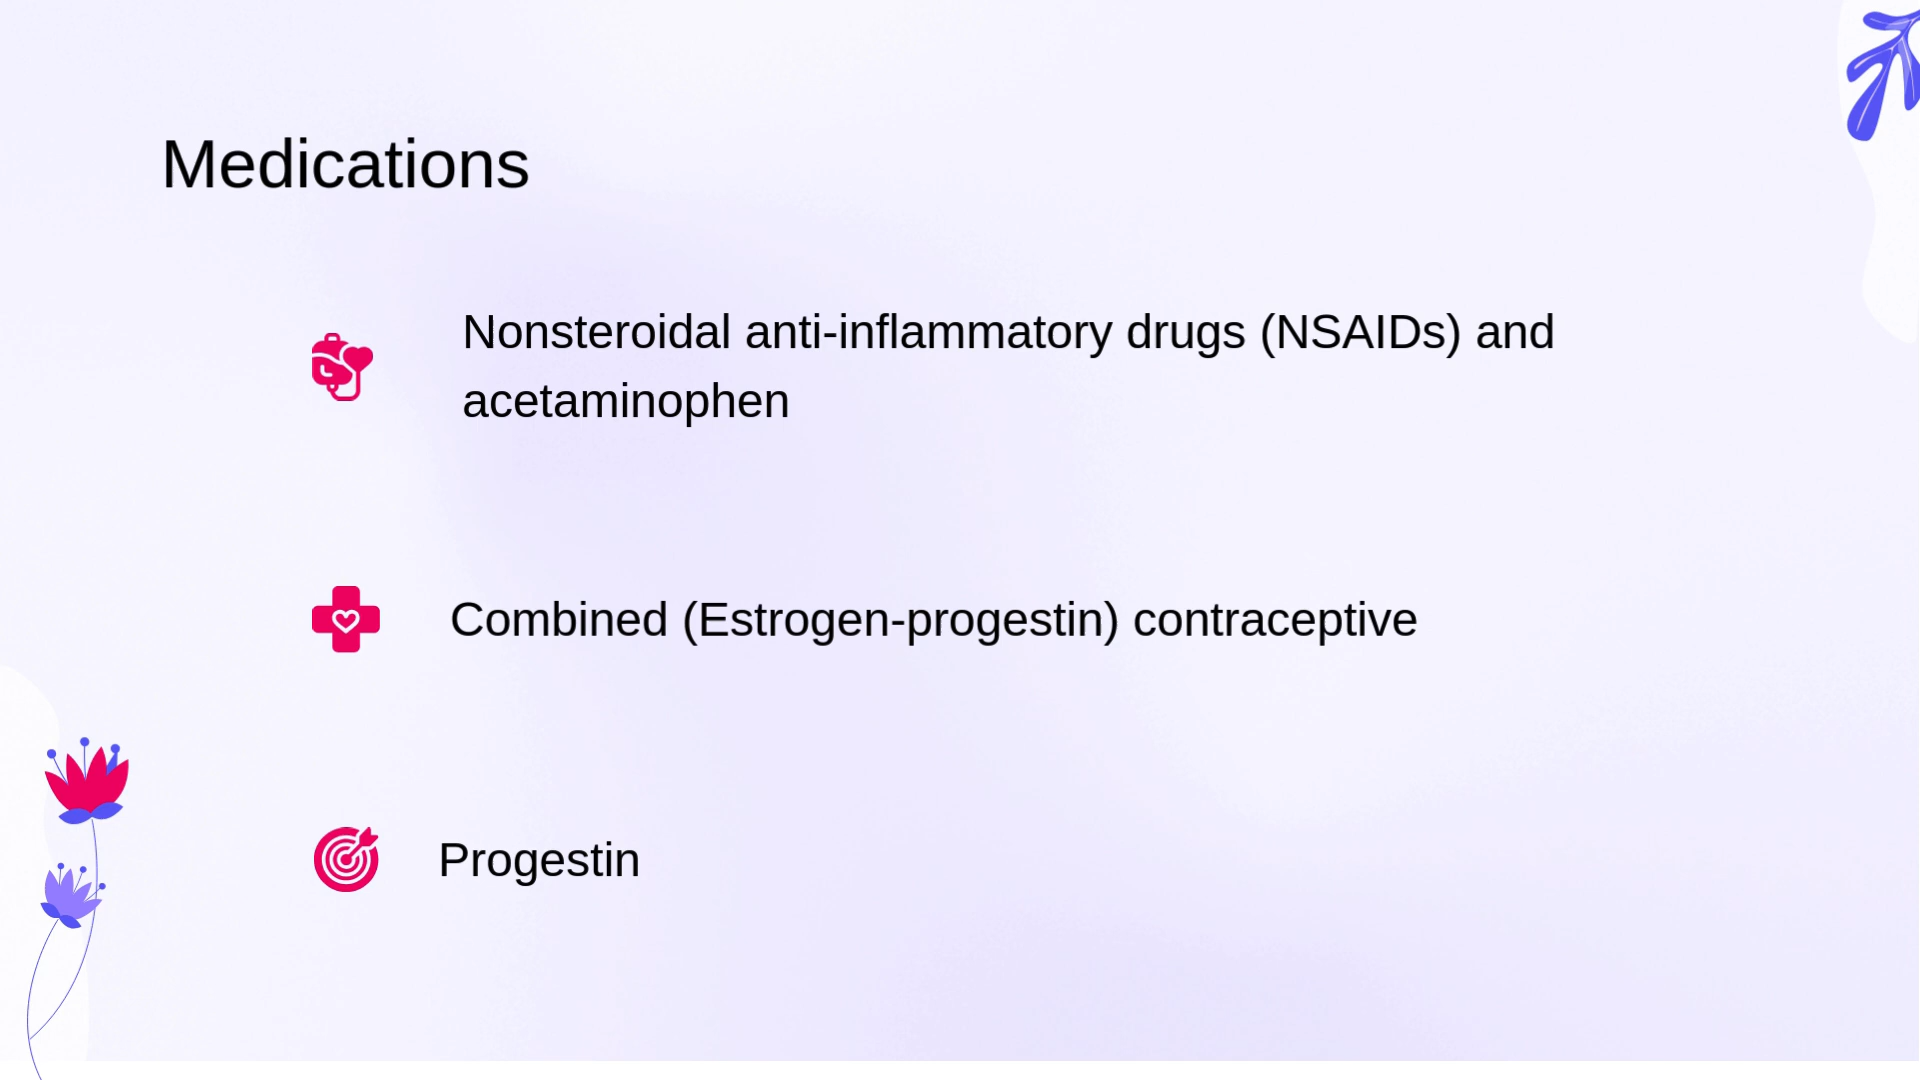 Medications
Nonsteroidal anti-inflammatory drugs (NSAIDs) and
acetaminophen
Combined (Estrogen-progestin) contraceptive
Progestin